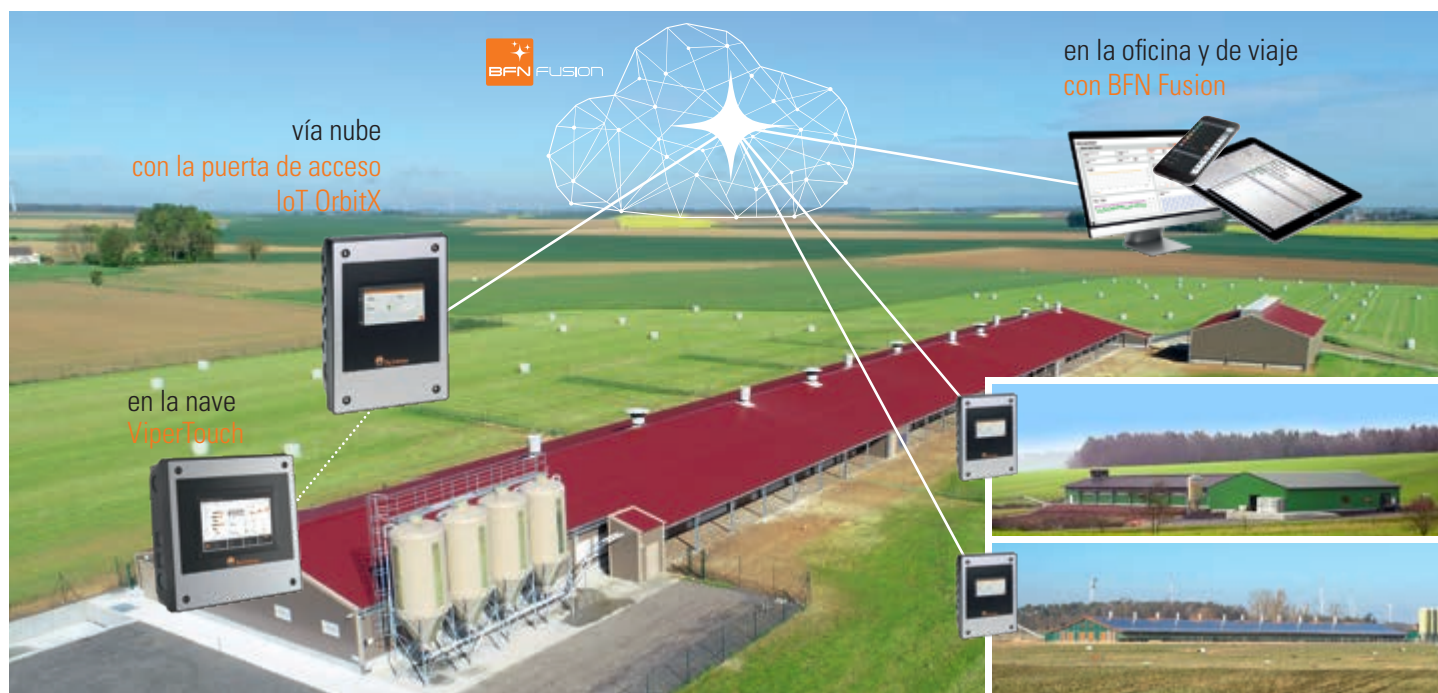 BFN FUSION
en la oficina y de viaje
con BFN Fusion
vía nube
con la puerta de acceso
IoT OrbitX
en la nave
ViperTouch